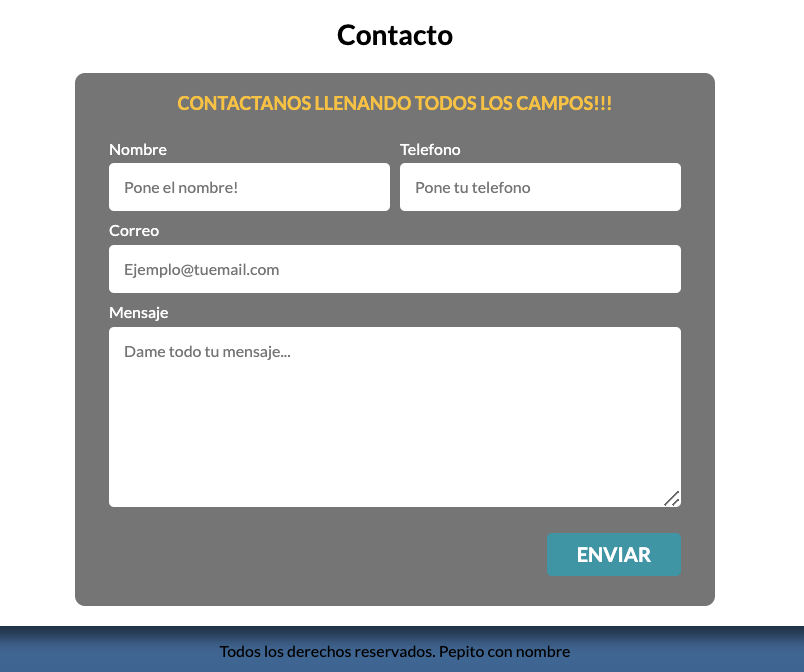 Contacto
CONTACTANOS LLENANDO TODOS LOS CAMPOS!!!
Nombre
Telefono
Pone el nombre!
Pone tu telefono
Correo
Ejemplo@tuemail.com
Mensaje
Dame todo tu mensaje...
ENVIAR
Todos los derechos reservados. Pepito con nombre